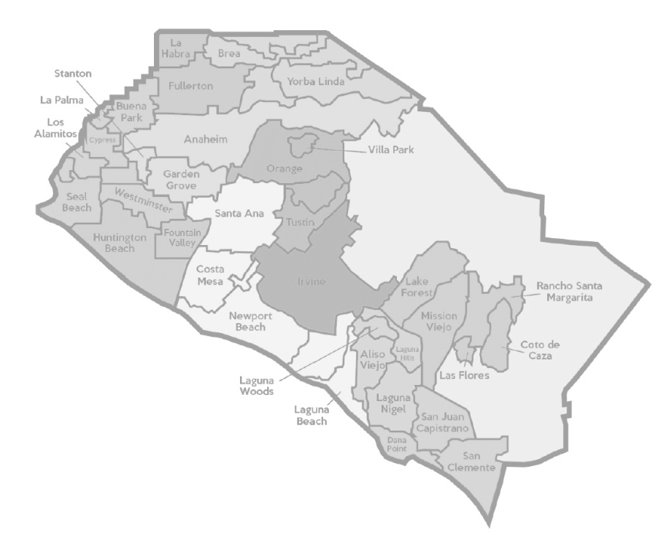 La
Habra
Brea
Stanton
Fullerton
Yorba Linda
La Palma
Buena
Park
Los
Alamitos
Cypress
Anaheim
Villa Park
Orange
Garden
Grove
Seal
Beach
Westminster
Santa Ana
Tustin
Huntington
Beach
Fountain
Valley
Costa
Mesa
Irvine
Lake
Forest
Rancho Santa
Margarita
Newport
Beach
Mission
Viejo
Coto de
Caza
Aliso
Viejo
Laguna
Hills
Las Flores
Laguna
Woods
Laguna
Beach
Laguna
Nigel
San Juan
Capistrano
Dana
Point
San
Clemente